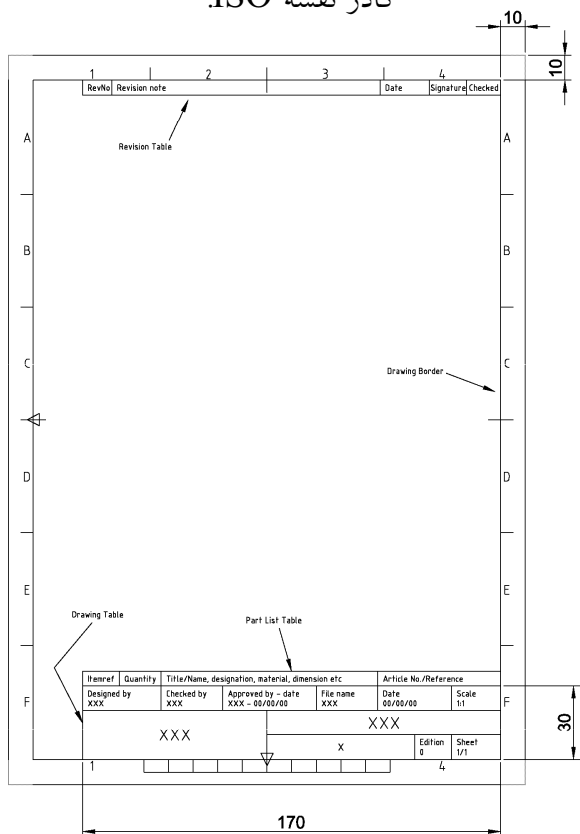 کادر نقشه ISO:
10
10
1 2 3 4
RevNo Revision note Date Signature Checked
Revision Table
A A
B B
C C
Drawing Border
D D
E E
Drawing Table
Part List Table
Itemref Quantity Title/Name, designation, material, dimension etc Article No./Reference
F F
Designed by Checked by Approved by - date File name Date Scale
XXX XXX XXX - 00/00/00 XXX 00/00/00 1:1
XXX
XXX
X
Edition Sheet
0 1/1
30
1 4
170